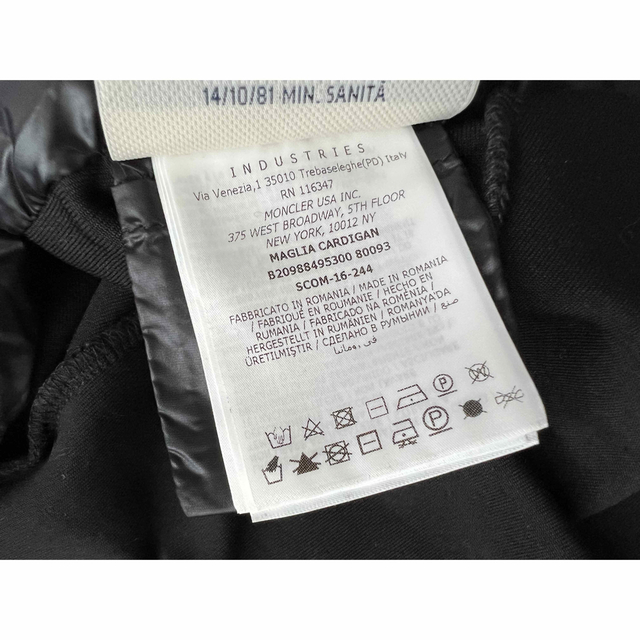 14/10/81 MIN. SANITÀ
INDUSTRIES
Via Venezia,1 35010 Trebaseleghe(PD) Italy
RN 116347
MONCLER USA INC.
375 WEST BROADWAY, 5TH FLOOR
NEW YORK, 10012 NY
MAGLIA CARDIGAN
B20988495300 80093
SCOM-16-244
FABBRICATO IN ROMANIA / MADE IN ROMANIA
/ FABRIQUÉ EN ROUMANIE / HECHO EN
RUMANIA / FABRICADO NA ROMÉNIA /
HERGESTELLT IN RUMÄNIEN / ROMANYA'DA
ÜRETILMIŞTIR / СДЕЛАНО В РУМЫНИИ / صنع
في رومانيا
P
P